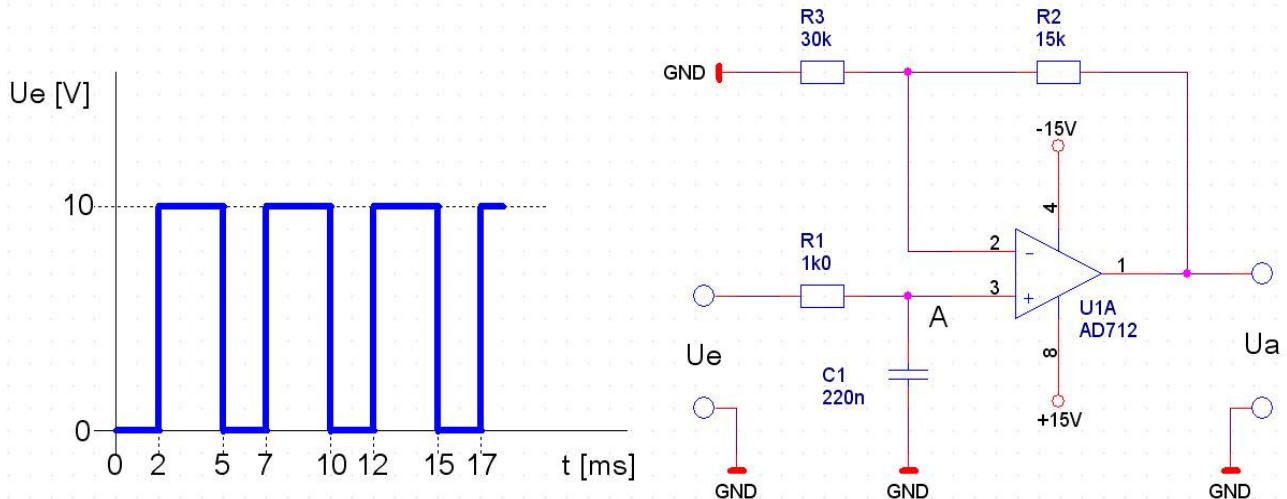 Ue [V]
10
0
0 2 5 7 10 12 15 17 t [ms]
R3
30k
R2
15k
GND
-15V
4
2
-
R1
1k0
3
+
1
A
U1A
AD712
8
+15V
Ue
C1
220n
Ua
GND
GND
GND